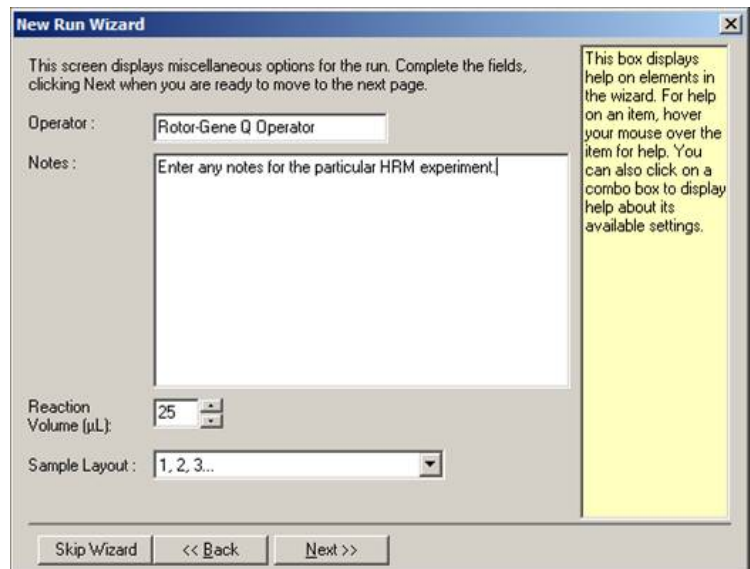 New Run Wizard
This screen displays miscellaneous options for the run. Complete the fields,
clicking Next when you are ready to move to the next page.
Operator :
Rotor-Gene Q Operator
Notes :
Enter any notes for the particular HRM experiment.
Reaction
Volume (µL):
25
Sample Layout :
1, 2, 3...
Skip Wizard
<< Back
Next >>
This box displays
help on elements in
the wizard. For help
on an item, hover
your mouse over the
item for help. You
can also click on a
combo box to display
help about its
available settings.